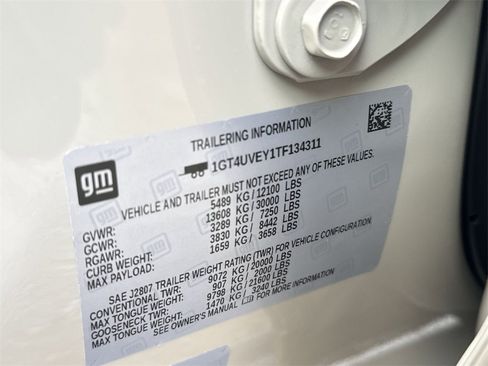 TRAILERING INFORMATION
gm
1GT4UVEY1TF134311
VEHICLE AND TRAILER MUST NOT EXCEED ANY OF THESE VALUES.
GVWR: 5489 KG/12100 LBS
GCWR: 13608 KG/30000 LBS
RGAWR: 3289 KG/ 7250 LBS
CURB WEIGHT: 3830 KG/ 8442 LBS
MAX PAYLOAD: 1659 KG/ 3658 LBS
SAE J2807 TRAILER WEIGHT RATING (TWR) FOR VEHICLE CONFIGURATION.
CONVENTIONAL TWR: 9072 KG/20000 LBS
MAX TONGUE WEIGHT: 907 KG/ 2000 LBS
GOOSENECK TWR: 9798 KG/21600 LBS
MAX TONGUE WEIGHT: 1470 KG/ 3240 LBS
SEE OWNER'S MANUAL FOR MORE INFORMATION